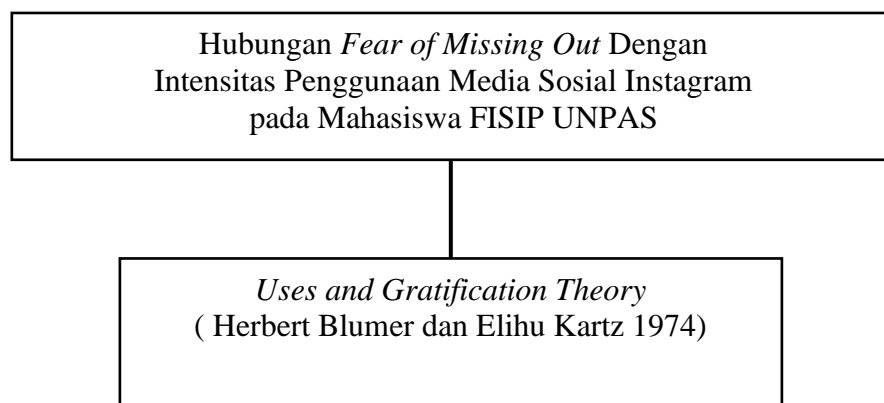 Hubungan Fear of Missing Out Dengan
Intensitas Penggunaan Media Sosial Instagram
pada Mahasiswa FISIP UNPAS
Uses and Gratification Theory
( Herbert Blumer dan Elihu Kartz 1974)